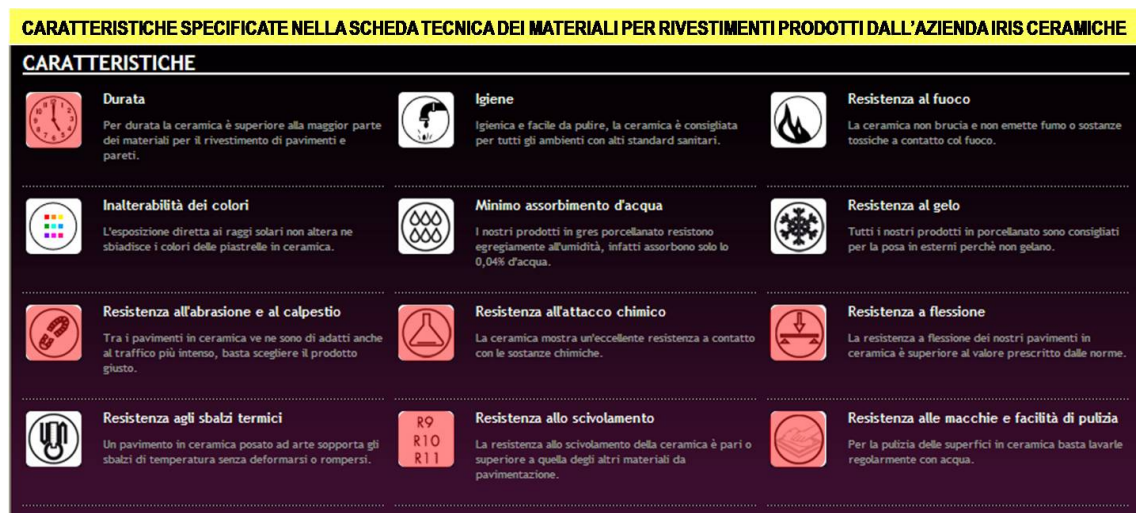 CARATTERISTICHE SPECIFICATE NELLA SCHEDA TECNICA DEI MATERIALI PER RIVESTIMENTI PRODOTTI DALL'AZIENDA IRIS CERAMICHE
CARATTERISTICHE
Durata
Per durata la ceramica è superiore alla maggior parte
dei materiali per il rivestimento di pavimenti e
pareti.
Igiene
Igienica e facile da pulire, la ceramica è consigliata
per tutti gli ambienti con alti standard sanitari.
Resistenza al fuoco
La ceramica non brucia e non emette fumo o sostanze
tossiche a contatto col fuoco.
Inalterabilità dei colori
L'esposizione diretta ai raggi solari non altera ne
sbiadisce i colori delle piastrelle in ceramica.
Minimo assorbimento d'acqua
I nostri prodotti in gres porcellanato resistono
egregiamente all'umidità, infatti assorbono solo lo
0,04% d'acqua.
Resistenza al gelo
Tutti i nostri prodotti in porcellanato sono consigliati
per la posa in esterni perchè non gelano.
Resistenza all'abrasione e al calpestio
Tra i pavimenti in ceramica ve ne sono di adatti anche
al traffico più intenso, basta scegliere il prodotto
giusto.
Resistenza all'attacco chimico
La ceramica mostra un'eccellente resistenza a contatto
con le sostanze chimiche.
Resistenza a flessione
La resistenza a flessione dei nostri pavimenti in
ceramica è superiore al valore prescritto dalle norme.
Resistenza agli sbalzi termici
Un pavimento in ceramica posato ad arte sopporta gli
sbalzi di temperatura senza deformarsi o rompersi.
R9
R10
R11
Resistenza allo scivolamento
La resistenza allo scivolamento della ceramica è pari o
superiore a quella degli altri materiali da
pavimentazione.
Resistenza alle macchie e facilità di pulizia
Per la pulizia delle superfici in ceramica basta lavarle
regolarmente con acqua.